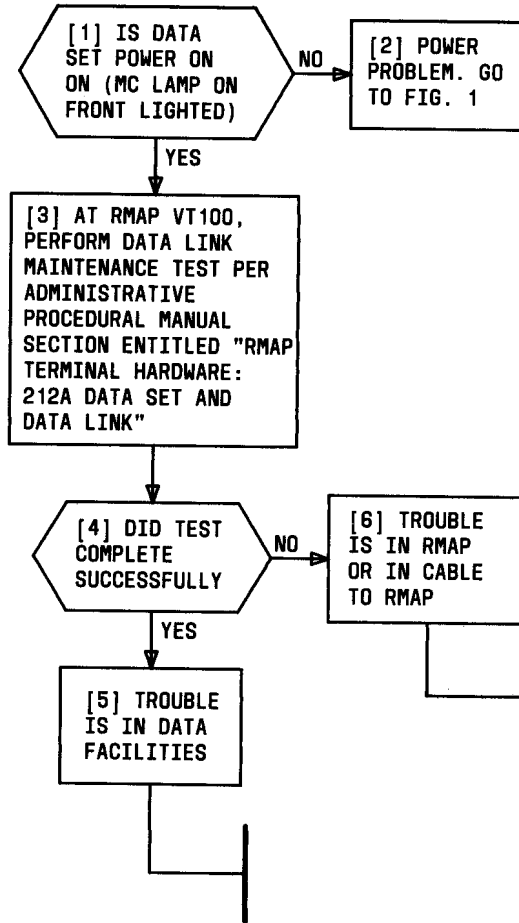 [1] IS DATA
SET POWER ON
ON (MC LAMP ON
FRONT LIGHTED)
NO
[2] POWER
PROBLEM. GO
TO FIG. 1
YES
[3] AT RMAP VT100,
PERFORM DATA LINK
MAINTENANCE TEST PER
ADMINISTRATIVE
PROCEDURAL MANUAL
SECTION ENTITLED "RMAP
TERMINAL HARDWARE:
212A DATA SET AND
DATA LINK"
[4] DID TEST
COMPLETE
SUCCESSFULLY
NO
[6] TROUBLE
IS IN RMAP
OR IN CABLE
TO RMAP
YES
[5] TROUBLE
IS IN DATA
FACILITIES